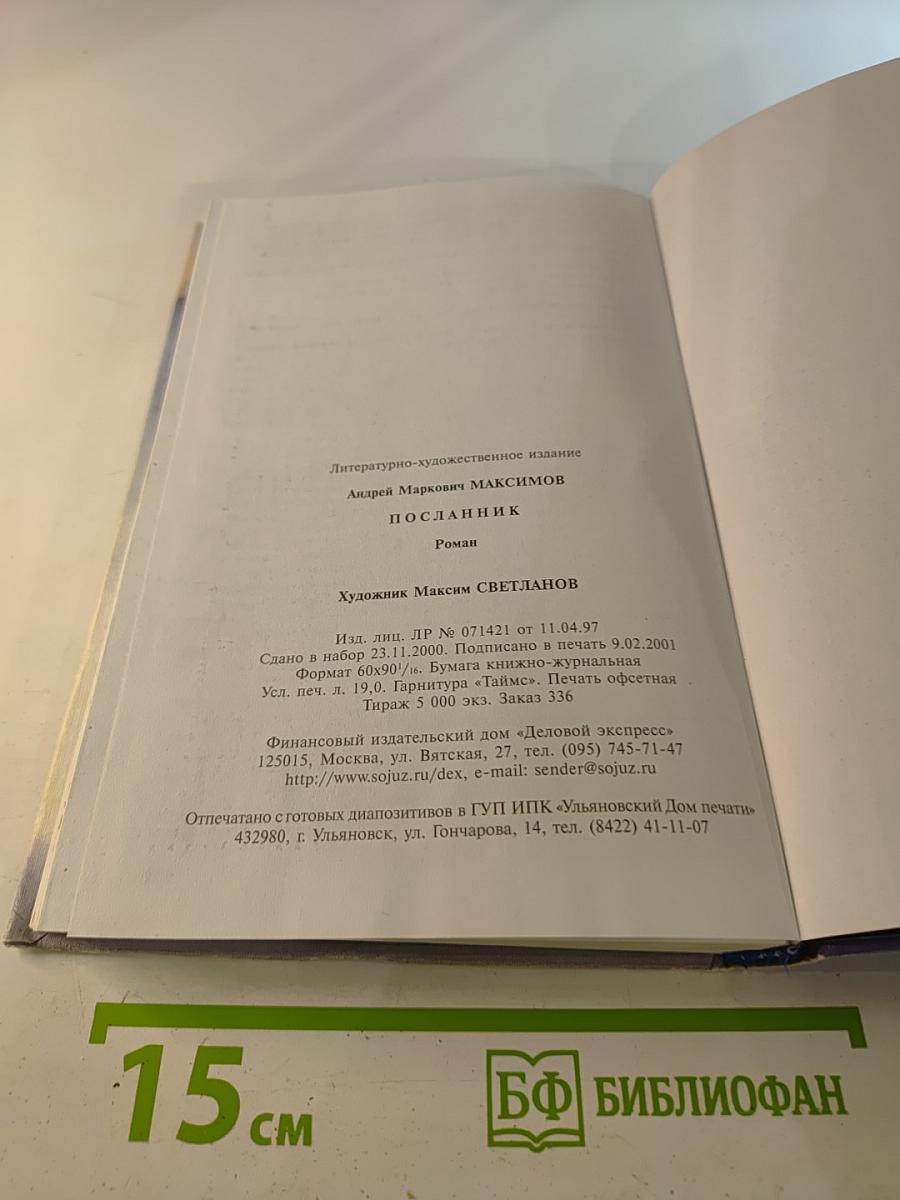 Литературно-художественное издание
Андрей Маркович МАКСИМОВ
ПОСЛАННИК
Роман
Художник Максим СВЕТЛАНОВ
Изд. лиц. ЛР № 071421 от 11.04.97
Сдано в набор 23.11.2000. Подписано в печать 9.02.2001
Формат 60x90¹/₁₆. Бумага книжно-журнальная
Усл. печ. л. 19,0. Гарнитура «Таймс». Печать офсетная
Тираж 5 000 экз. Заказ 336
Финансовый издательский дом «Деловой экспресс»
125015, Москва, ул. Вятская, 27, тел. (095) 745-71-47
http://www.sojuz.ru/dex, e-mail: sender@sojuz.ru
Отпечатано с готовых диапозитивов в ГУП ИПК «Ульяновский Дом печати»
432980, г. Ульяновск, ул. Гончарова, 14, тел. (8422) 41-11-07
15 см
БФ БИБЛИОФАН